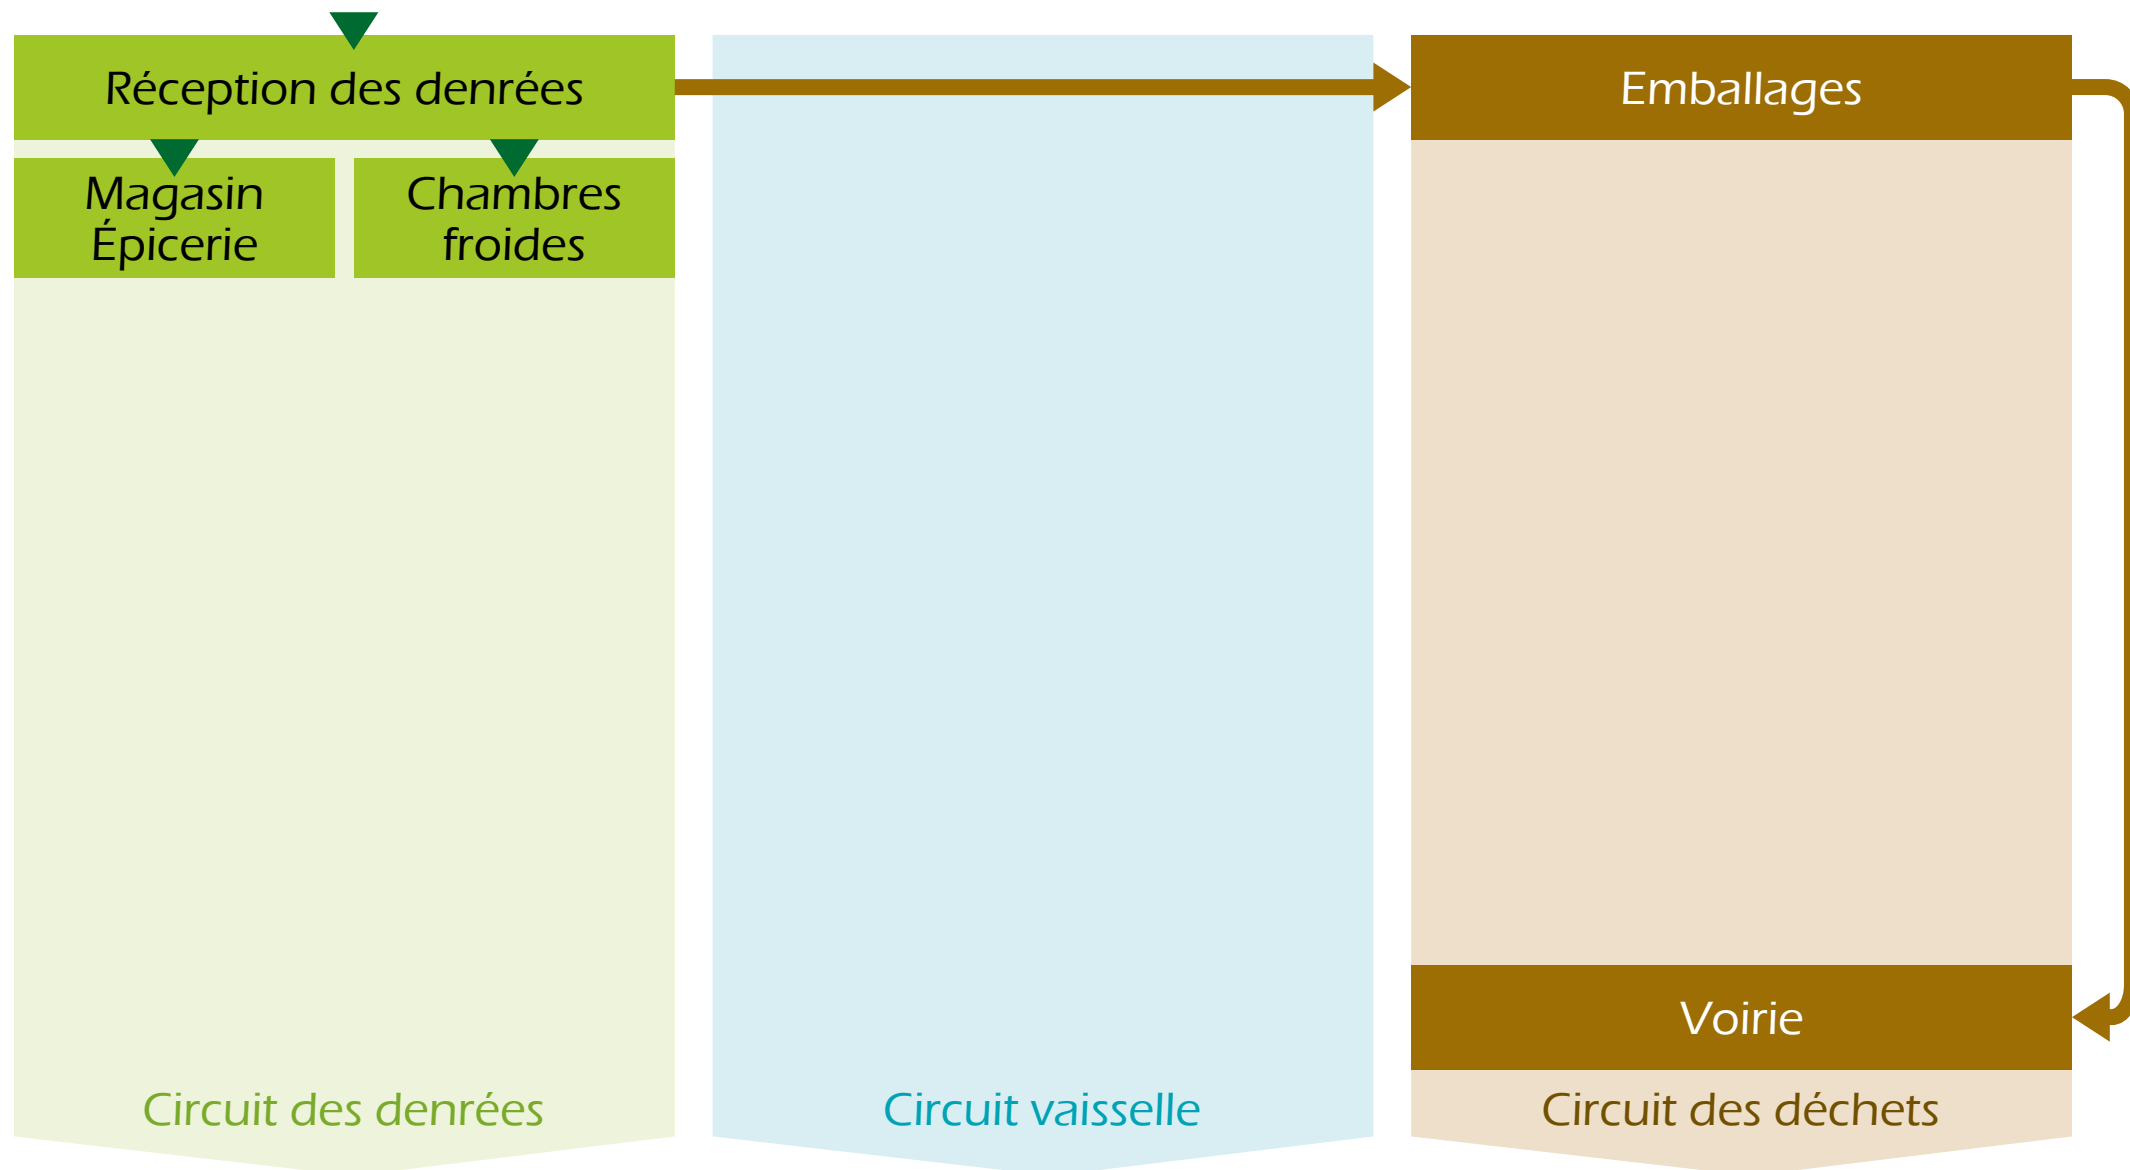 Réception des denrées
Emballages
Magasin
Épicerie
Chambres
froides
Voirie
Circuit des denrées
Circuit vaisselle
Circuit des déchets